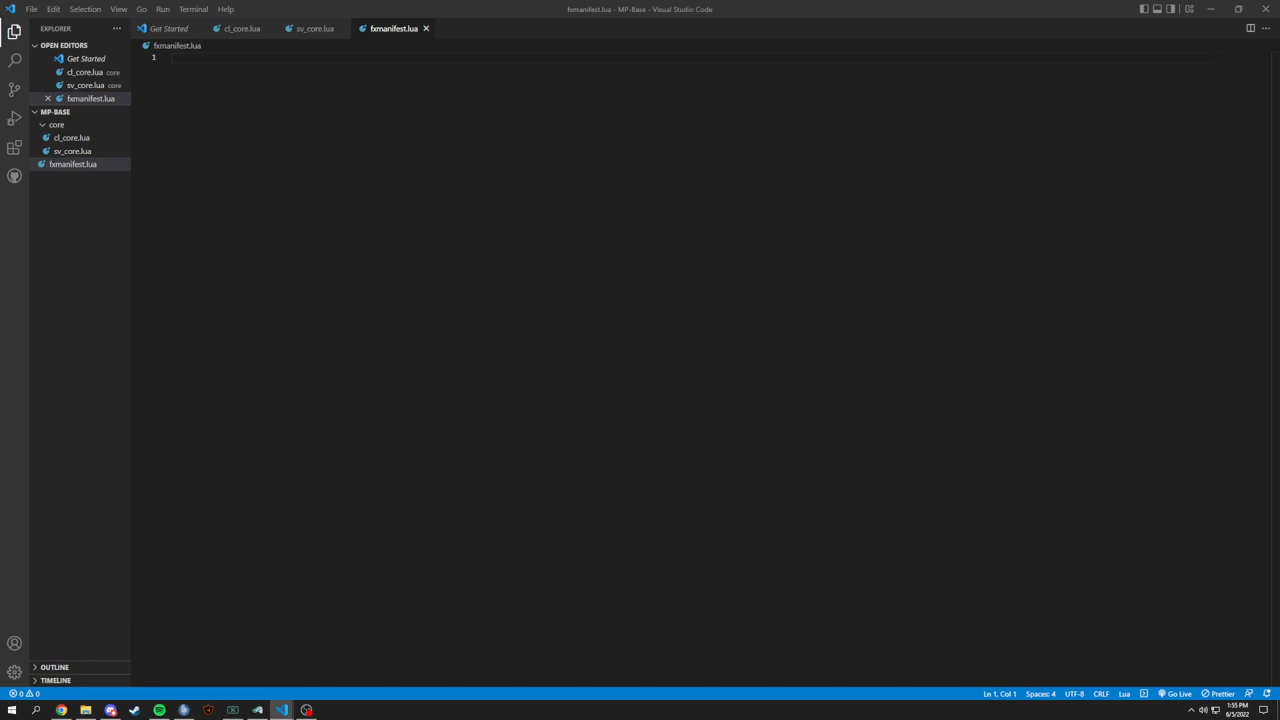 File Edit Selection View Go Run Terminal Help
fxmanifest.lua - MP-Base - Visual Studio Code
EXPLORER
Get Started
cl_core.lua
sv_core.lua
fxmanifest.lua
OPEN EDITORS
fxmanifest.lua
1
Get Started
cl_core.lua core
sv_core.lua core
fxmanifest.lua
MP-BASE
core
cl_core.lua
sv_core.lua
fxmanifest.lua
OUTLINE
TIMELINE
0 0
Ln 1, Col 1
Spaces: 4
UTF-8
CRLF
Lua
Go Live
Prettier
1:55 PM
6/5/2022